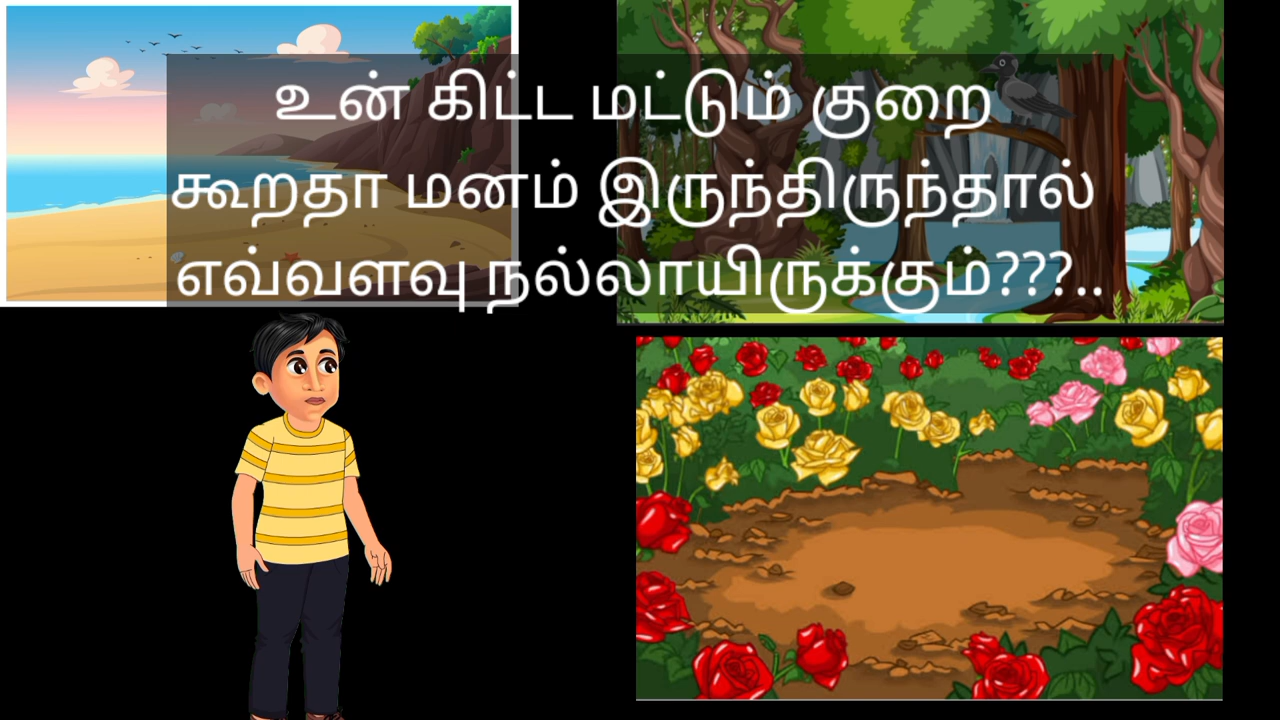 உன் கிட்ட மட்டும் குறை
கூறதா மனம் இருந்திருந்தால்
எவ்வளவு நல்லாயிருக்கும்???..